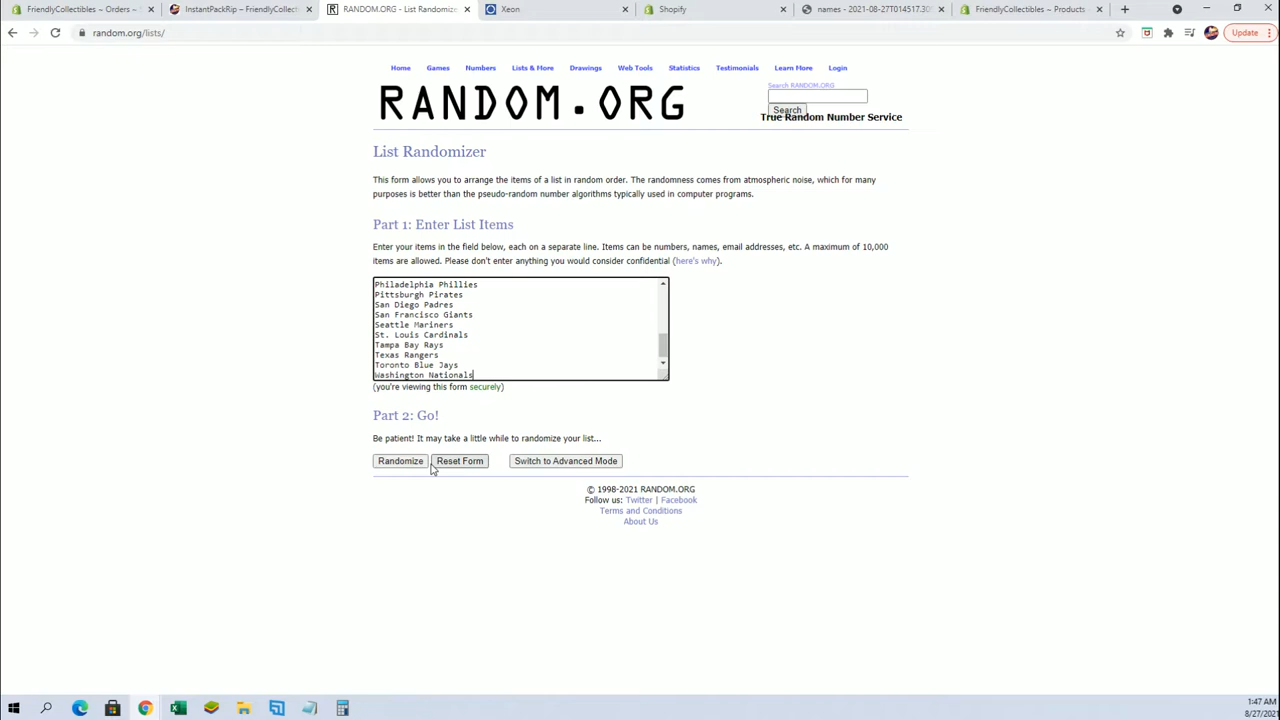 FriendlyCollectibles ~ Orders ~ S
InstantPackRip – FriendlyCollect
RANDOM.ORG - List Randomizer
Xeon
Shopify
names - 2021-08-27T014517.30
FriendlyCollectibles ~ Products
random.org/lists/
Update
Home Games Numbers Lists & More Drawings Web Tools Statistics Testimonials Learn More Login
Search RANDOM.ORG
RANDOM.ORG
Search
True Random Number Service
List Randomizer
This form allows you to arrange the items of a list in random order. The randomness comes from atmospheric noise, which for many
purposes is better than the pseudo-random number algorithms typically used in computer programs.
Part 1: Enter List Items
Enter your items in the field below, each on a separate line. Items can be numbers, names, email addresses, etc. A maximum of 10,000
items are allowed. Please don't enter anything you would consider confidential (here's why).
Philadelphia Phillies
Pittsburgh Pirates
San Diego Padres
San Francisco Giants
Seattle Mariners
St. Louis Cardinals
Tampa Bay Rays
Texas Rangers
Toronto Blue Jays
Washington Nationals
(you're viewing this form securely)
Part 2: Go!
Be patient! It may take a little while to randomize your list...
Randomize Reset Form Switch to Advanced Mode
© 1998-2021 RANDOM.ORG
Follow us: Twitter | Facebook
Terms and Conditions
About Us
1:47 AM
8/27/2021